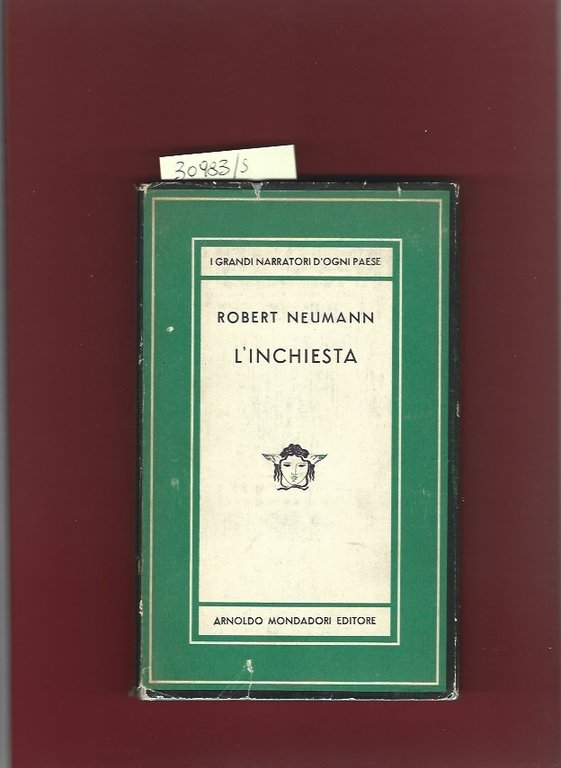 30983/s
I GRANDI NARRATORI D'OGNI PAESE
ROBERT NEUMANN
L'INCHIESTA
ARNOLDO MONDADORI EDITORE